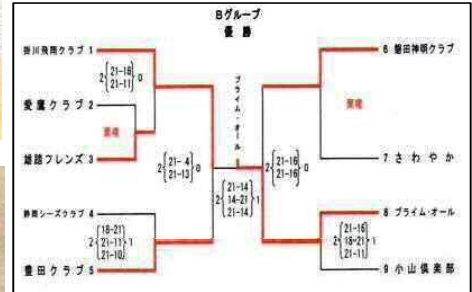 Bグループ
優勝
プライム・オール
掛川飛翔クラブ 1
2 21-16 0
21-11
愛鷹クラブ 2
棄権
雄踏フレンズ 3
2 21-4 0
21-13
静岡シーズクラブ 4
18-21
2 21-11 1
21-10
豊田クラブ 5
21-14
2 14-21 1
21-14
6 磐田神明クラブ
棄権
7 さわやか
2 21-16 0
21-16
8 プライム・オール
21-16
2 18-21 1
21-11
9 小山倶楽部